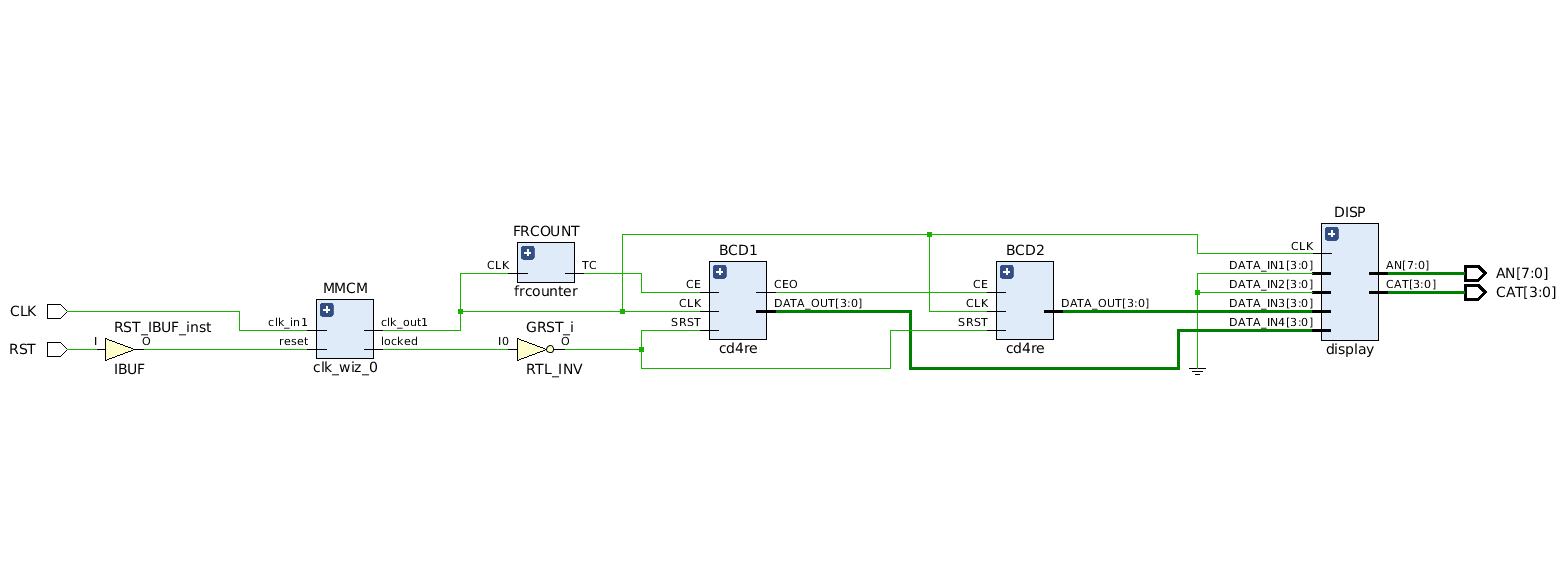 DISP
FRCOUNT
CLK
TC
frcounter
BCD1
CE
CLK
SRST
CEO
DATA_OUT[3:0]
cd4re
BCD2
CE
CLK
SRST
DATA_OUT[3:0]
cd4re
CLK
DATA_IN1[3:0]
DATA_IN2[3:0]
DATA_IN3[3:0]
DATA_IN4[3:0]
display
AN[7:0]
CAT[3:0]
AN[7:0]
CAT[3:0]
MMCM
clk_in1
reset
clk_out1
locked
clk_wiz_0
CLK
RST
RST_IBUF_inst
I
O
IBUF
GRST_i
I0
O
RTL_INV